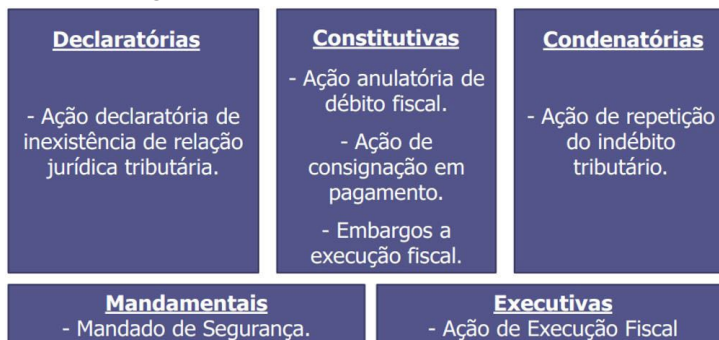 Declaratórias
- Ação declaratória de
inexistência de relação
jurídica tributária.
Constitutivas
- Ação anulatória de
débito fiscal.
- Ação de
consignação em
pagamento.
- Embargos a
execução fiscal.
Condenatórias
- Ação de repetição
do indébito
tributário.
Mandamentais
- Mandado de Segurança.
Executivas
- Ação de Execução Fiscal